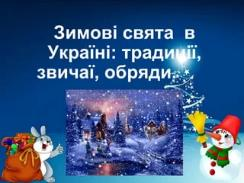 Зимові свята в
Україні: традиції,
звичаї, обряди.